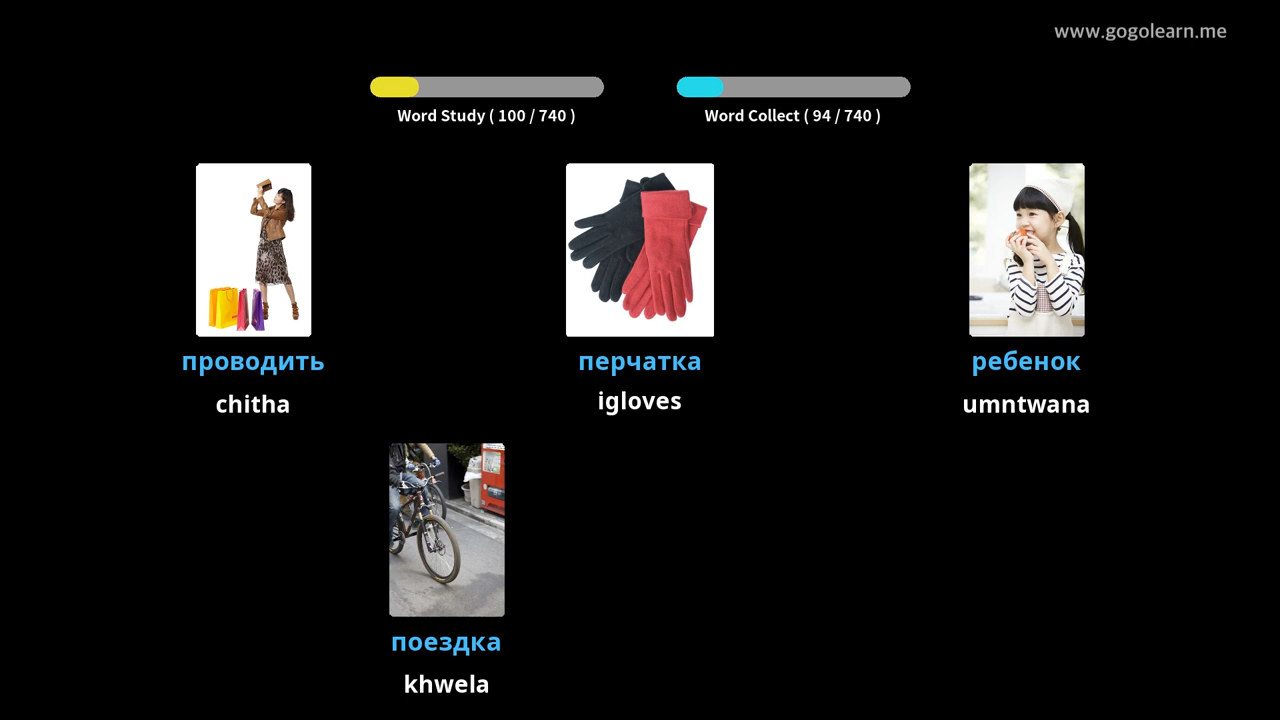 www.gogolearn.me
Word Study ( 100 / 740 )
Word Collect ( 94 / 740 )
проводить
chitha
перчатка
igloves
ребенок
umntwana
поездка
khwela